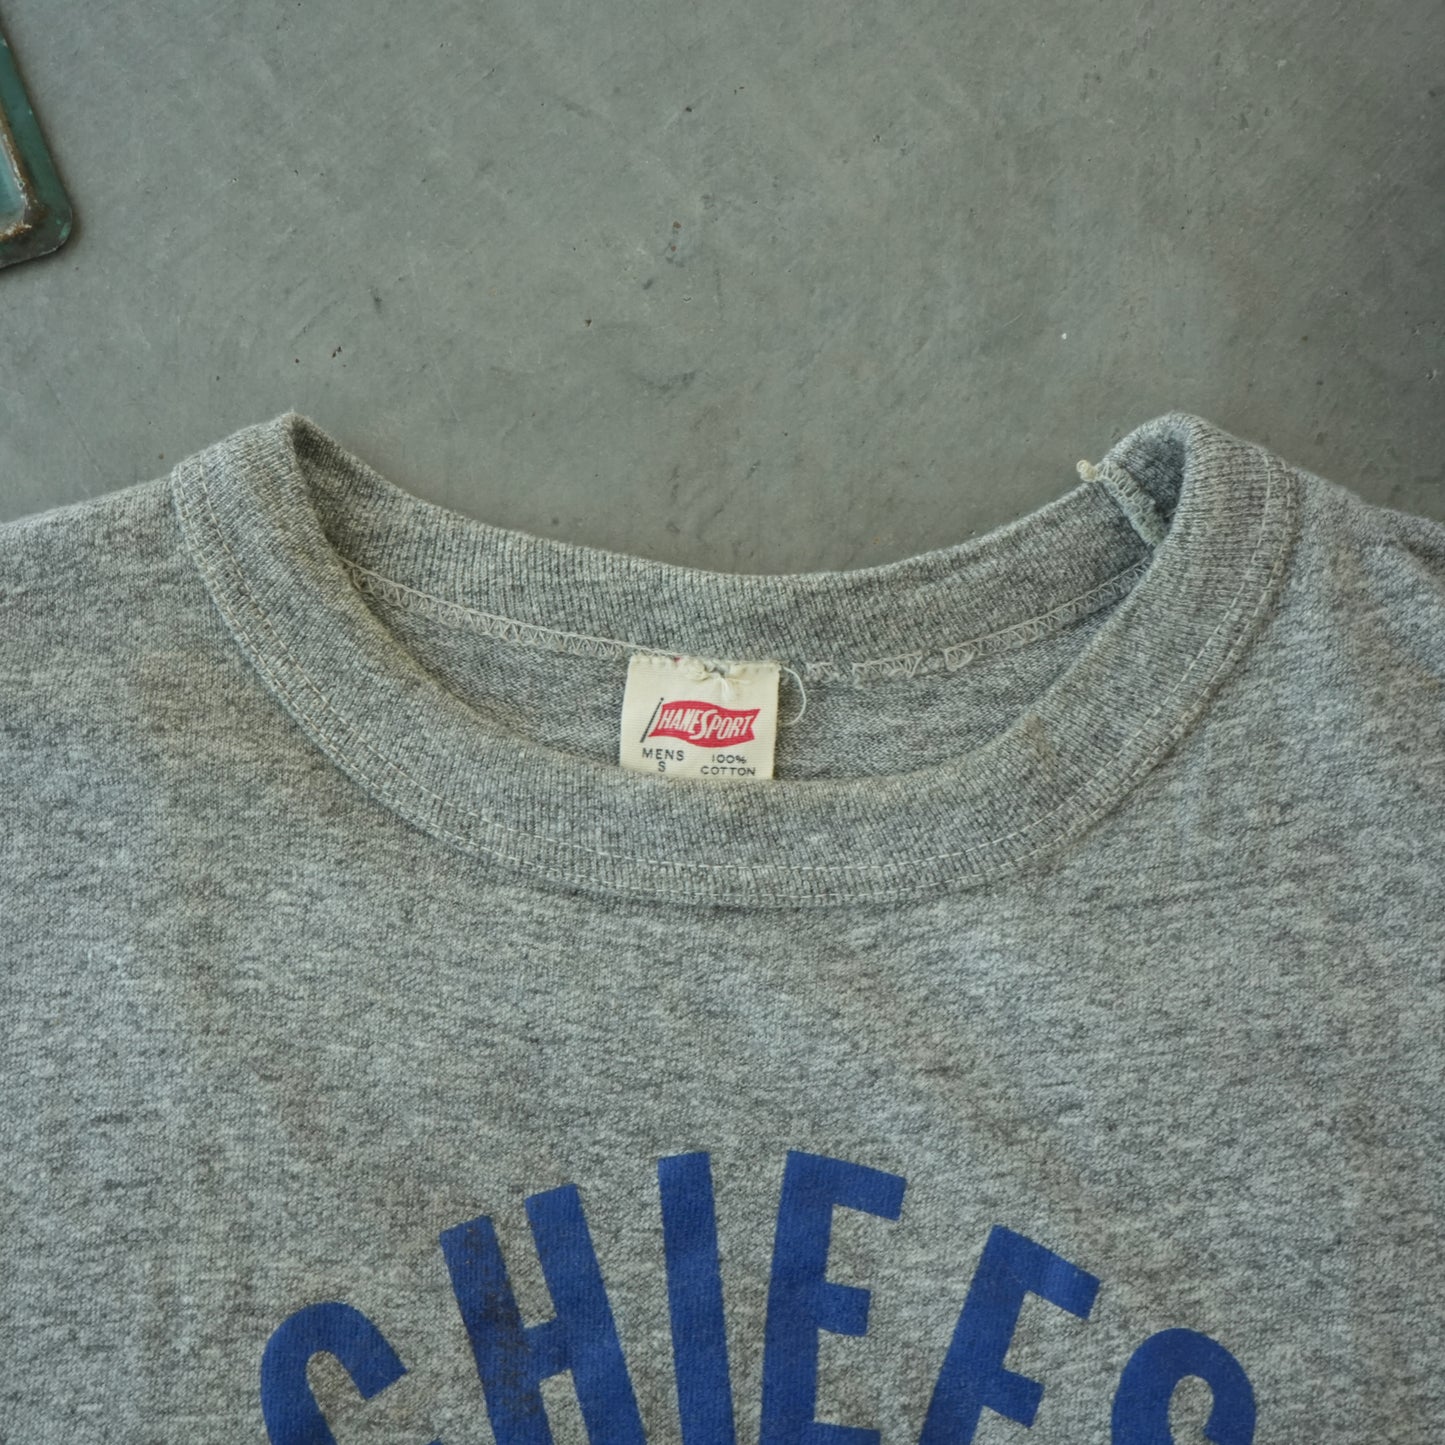 HANESPORT
MENS 100%
S COTTON
CHIEFS